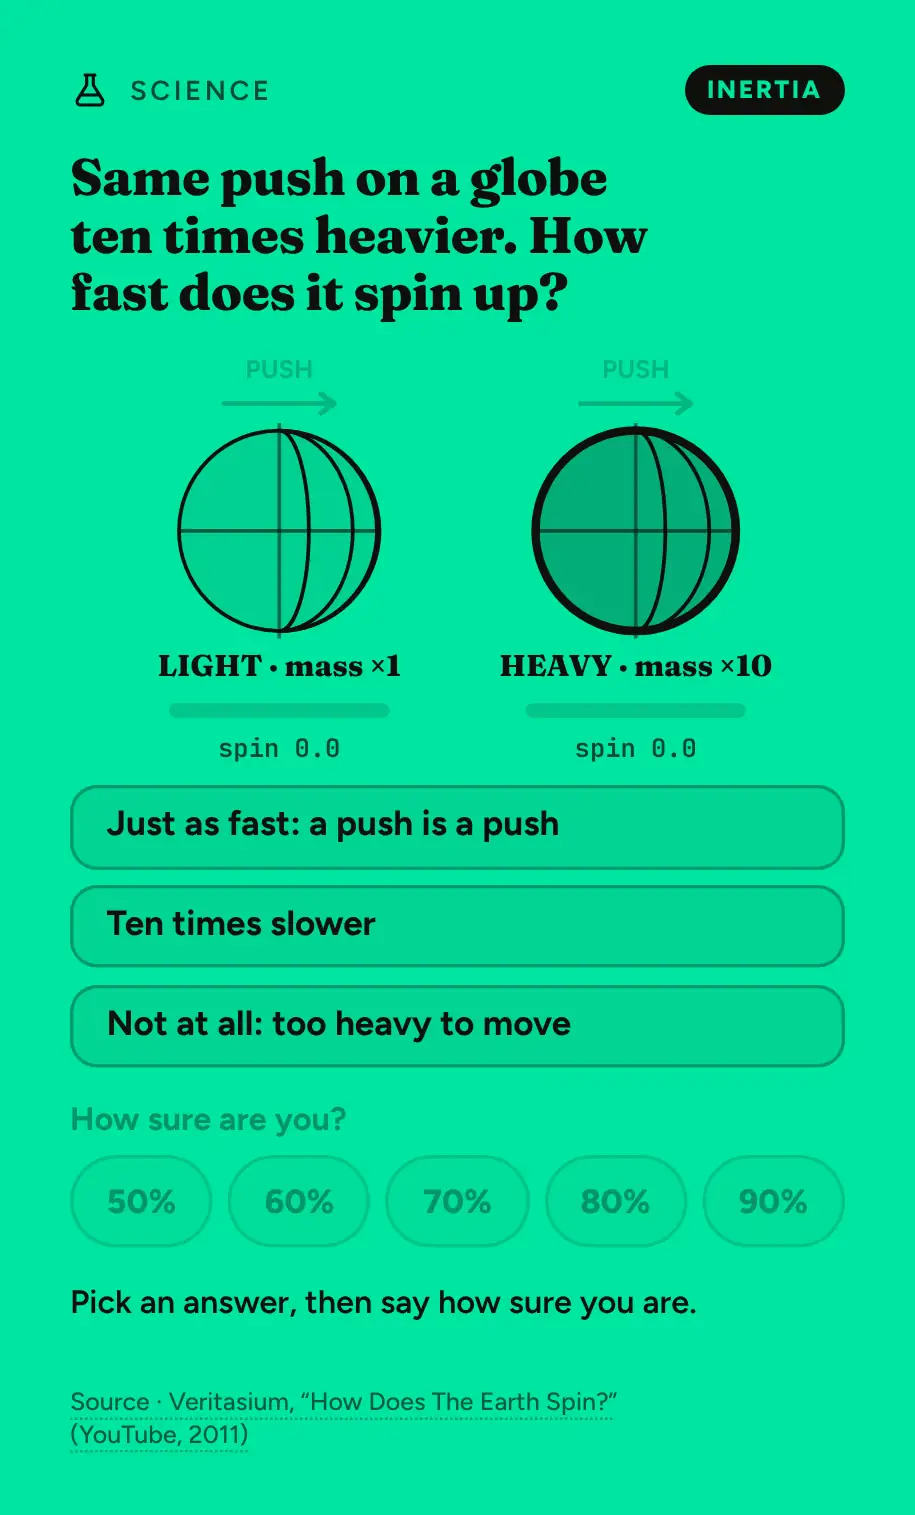 SCIENCE
INERTIA
Same push on a globe
ten times heavier. How
fast does it spin up?
PUSH
PUSH
LIGHT · mass ×1
HEAVY · mass ×10
spin 0.0
spin 0.0
Just as fast: a push is a push
Ten times slower
Not at all: too heavy to move
How sure are you?
50%
60%
70%
80%
90%
Pick an answer, then say how sure you are.
Source · Veritasium, “How Does The Earth Spin?”
(YouTube, 2011)